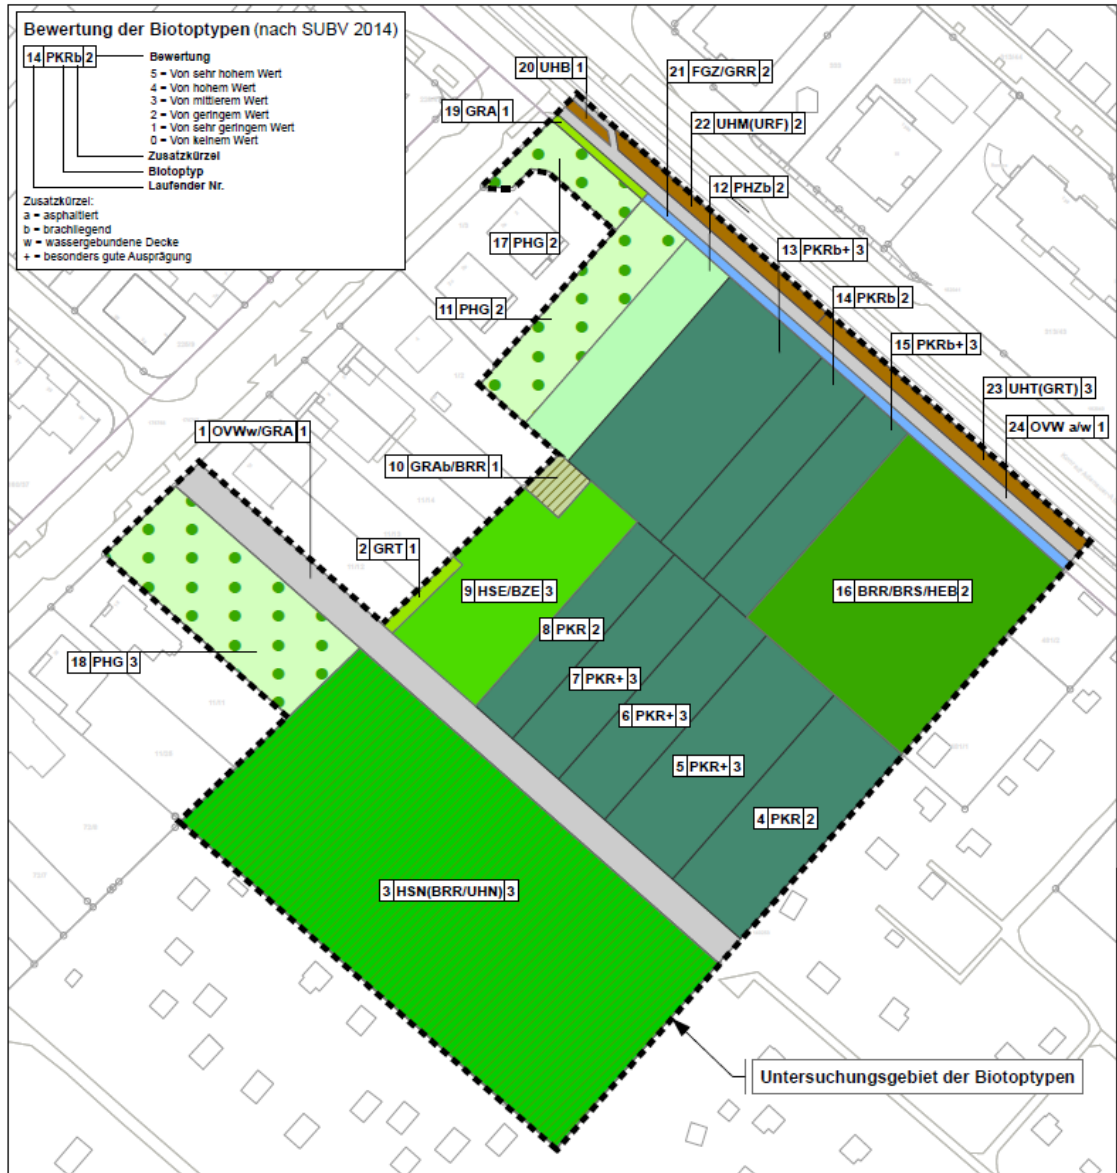 Bewertung der Biotoptypen (nach SUBV 2014)
14 PKRb 2
Bewertung
5 = Von sehr hohem Wert
4 = Von hohem Wert
3 = Von mittlerem Wert
2 = Von geringem Wert
1 = Von sehr geringem Wert
0 = Von keinem Wert
Zusatzkürzel
Biotoptyp
Laufender Nr.
Zusatzkürzel:
a = asphaltiert
b = brachliegend
w = wassergebundene Decke
+ = besonders gute Ausprägung
20 UHB 1
21 FGZ/GRR 2
19 GRA 1
22 UHM(URF) 2
12 PHZb 2
17 PHG 2
13 PKRb+ 3
11 PHG 2
14 PKRb 2
15 PKRb+ 3
23 UHT(GRT) 3
24 OVW a/w 1
1 OVWw/GRA 1
10 GRAb/BRR 1
2 GRT 1
9 HSE/BZE 3
16 BRR/BRS/HEB 2
8 PKR 2
18 PHG 3
7 PKR+ 3
6 PKR+ 3
5 PKR+ 3
4 PKR 2
3 HSN(BRR/UHN) 3
Untersuchungsgebiet der Biotoptypen